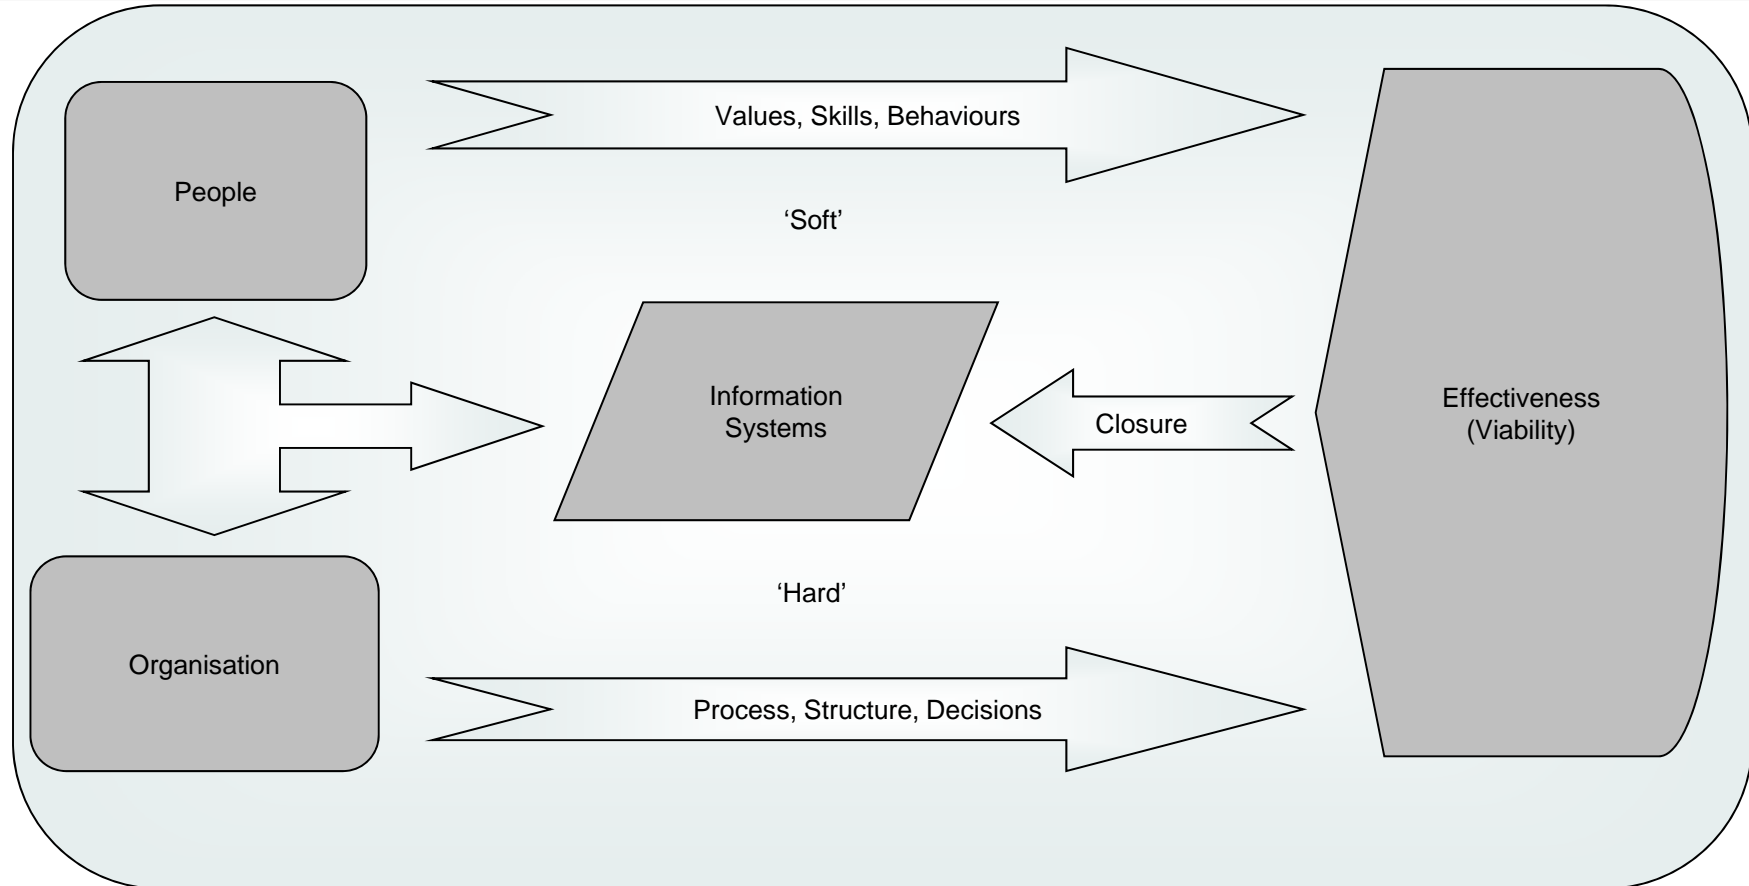 Values, Skills, Behaviours
People
‘Soft’
Information
Systems
Closure
Effectiveness
(Viability)
‘Hard’
Organisation
Process, Structure, Decisions